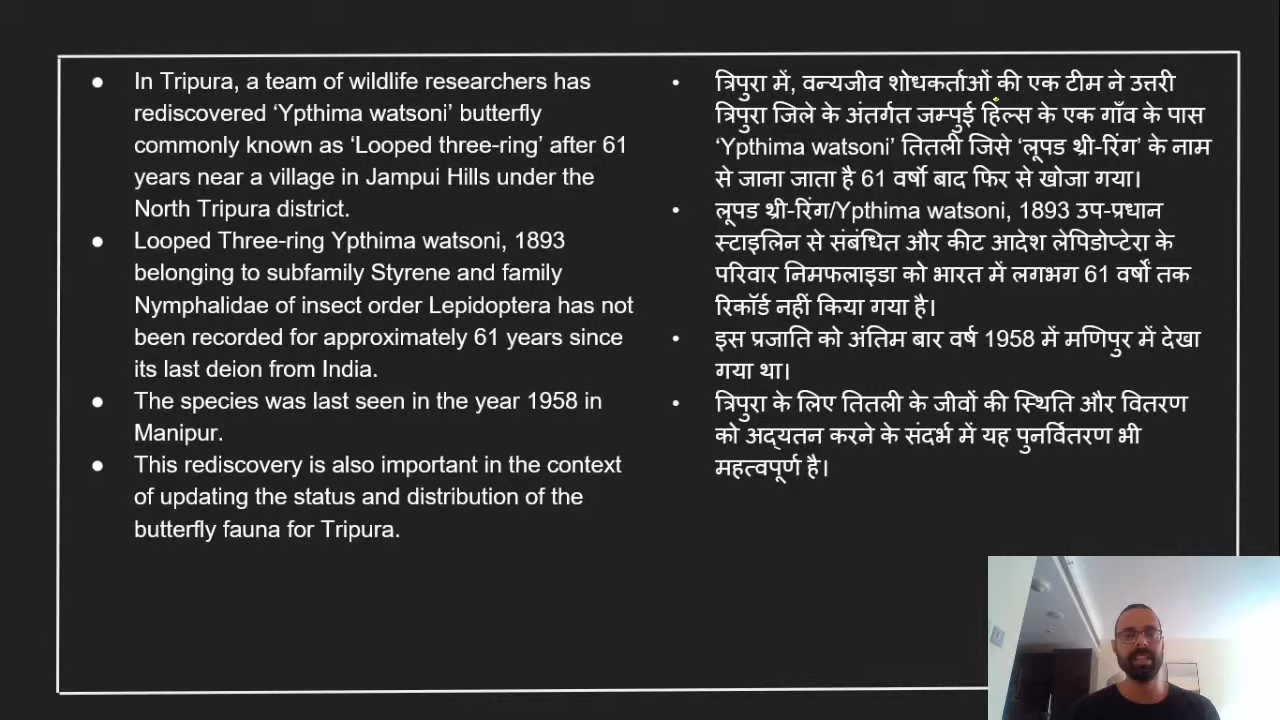 ● In Tripura, a team of wildlife researchers has
rediscovered ‘Ypthima watsoni’ butterfly
commonly known as ‘Looped three-ring’ after 61
years near a village in Jampui Hills under the
North Tripura district.
● Looped Three-ring Ypthima watsoni, 1893
belonging to subfamily Styrene and family
Nymphalidae of insect order Lepidoptera has not
been recorded for approximately 61 years since
its last deion from India.
● The species was last seen in the year 1958 in
Manipur.
● This rediscovery is also important in the context
of updating the status and distribution of the
butterfly fauna for Tripura.
• त्रिपुरा में, वन्यजीव शोधकर्ताओं की एक टीम ने उत्तरी
त्रिपुरा जिले के अंतर्गत जम्पुई हिल्स के एक गाँव के पास
‘Ypthima watsoni’ तितली जिसे ‘लूपड थ्री-रिंग’ के नाम
से जाना जाता है 61 वर्षो बाद फिर से खोजा गया।
• लूपड थ्री-रिंग/Ypthima watsoni, 1893 उप-प्रधान
स्टाइलिन से संबंधित और कीट आदेश लेपिडोप्टेरा के
परिवार निमफलाइडा को भारत में लगभग 61 वर्षों तक
रिकॉर्ड नहीं किया गया है।
• इस प्रजाति को अंतिम बार वर्ष 1958 में मणिपुर में देखा
गया था।
• त्रिपुरा के लिए तितली के जीवों की स्थिति और वितरण
को अद्यतन करने के संदर्भ में यह पुनर्वितरण भी
महत्वपूर्ण है।